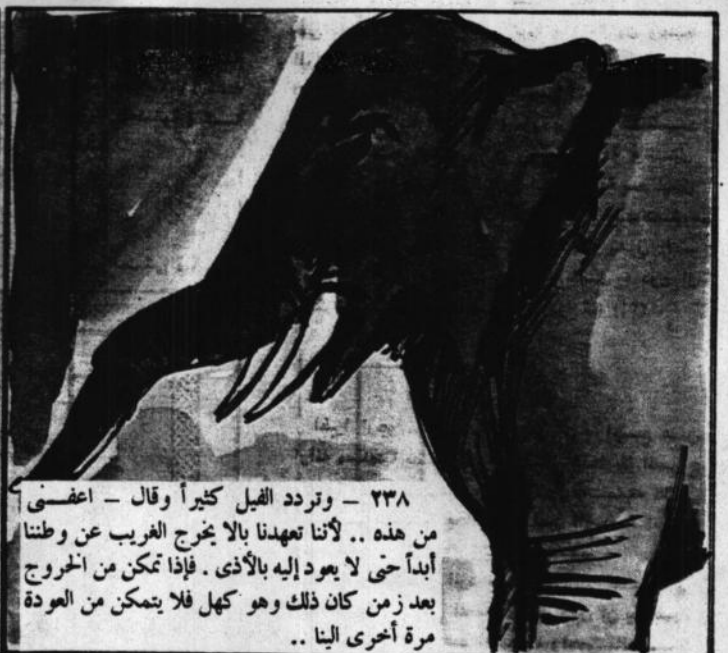 ٢٣٨ – وتردد الفيل كثيراً وقال – اعفـنى
من هذه .. لأننا تعهدنا بالا يخرج الغريب عن وطننا
أبداً حتى لا يعود إليه بالأذى . فإذا تمكن من الخروج
بعد زمن كان ذلك وهو كهل فلا يتمكن من العودة
مرة أخرى الينا ..